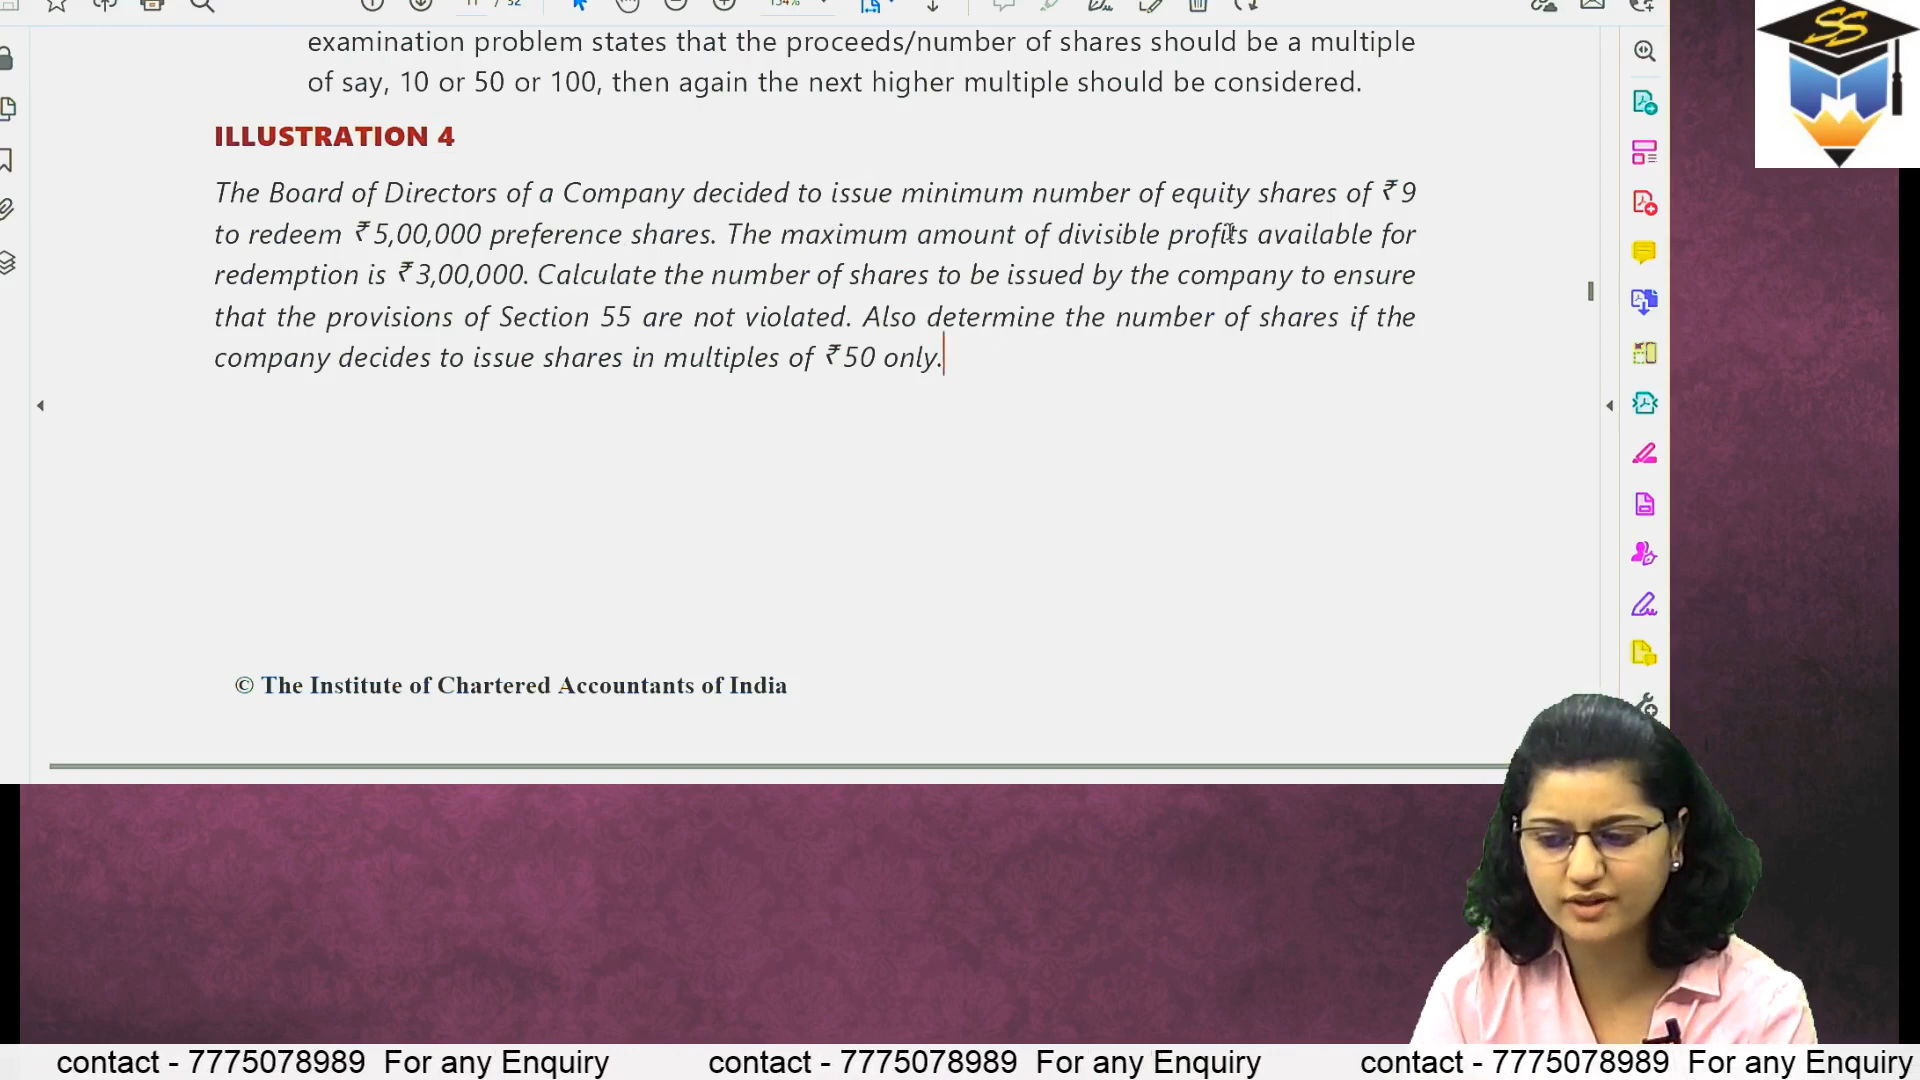 examination problem states that the proceeds/number of shares should be a multiple
of say, 10 or 50 or 100, then again the next higher multiple should be considered.
ILLUSTRATION 4
The Board of Directors of a Company decided to issue minimum number of equity shares of ₹ 9
to redeem ₹ 5,00,000 preference shares. The maximum amount of divisible profits available for
redemption is ₹ 3,00,000. Calculate the number of shares to be issued by the company to ensure
that the provisions of Section 55 are not violated. Also determine the number of shares if the
company decides to issue shares in multiples of ₹ 50 only.
© The Institute of Chartered Accountants of India
SS
contact - 7775078989 For any Enquiry contact - 7775078989 For any Enquiry contact - 7775078989 For any Enquiry